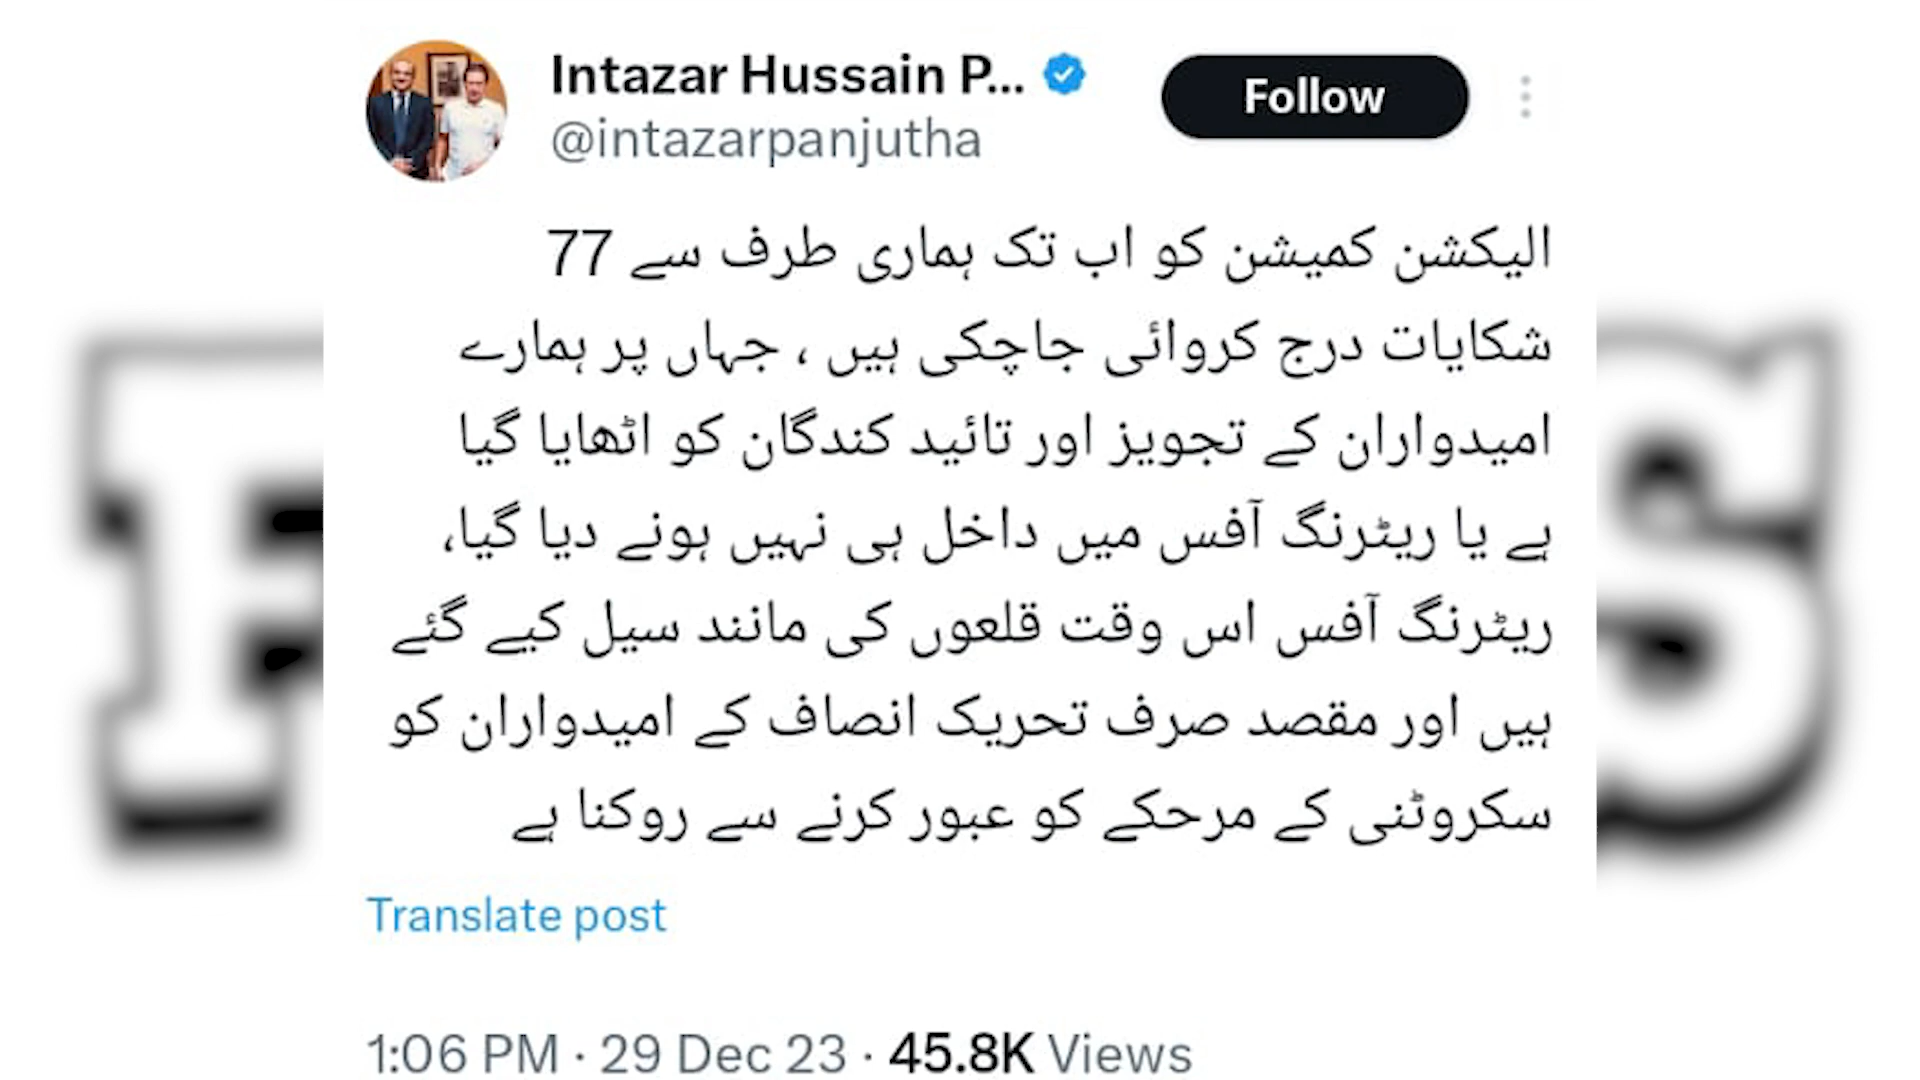 Intazar Hussain P...
@intazarpanjutha
Follow
الیکشن کمیشن کو اب تک ہماری طرف سے 77
شکایات درج کروائی جاچکی ہیں ، جہاں پر ہمارے
امیدواران کے تجویز اور تائید کندگان کو اٹھایا گیا
ہے یا ریٹرنگ آفس میں داخل ہی نہیں ہونے دیا گیا،
ریٹرنگ آفس اس وقت قلعوں کی مانند سیل کیے گئے
ہیں اور مقصد صرف تحریک انصاف کے امیدواران کو
سکروٹنی کے مرحکے کو عبور کرنے سے روکنا ہے
Translate post
1:06 PM · 29 Dec 23 · 45.8K Views